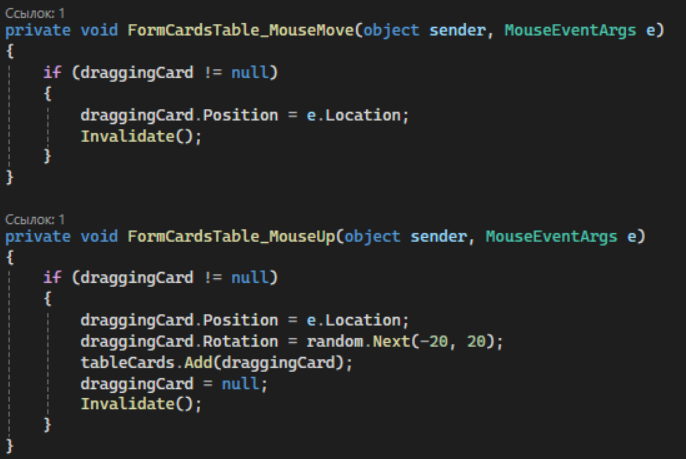 Ссылок: 1
private void FormCardsTable_MouseMove(object sender, MouseEventArgs e)
{
    if (draggingCard != null)
    {
        draggingCard.Position = e.Location;
        Invalidate();
    }
}
Ссылок: 1
private void FormCardsTable_MouseUp(object sender, MouseEventArgs e)
{
    if (draggingCard != null)
    {
        draggingCard.Position = e.Location;
        draggingCard.Rotation = random.Next(-20, 20);
        tableCards.Add(draggingCard);
        draggingCard = null;
        Invalidate();
    }
}